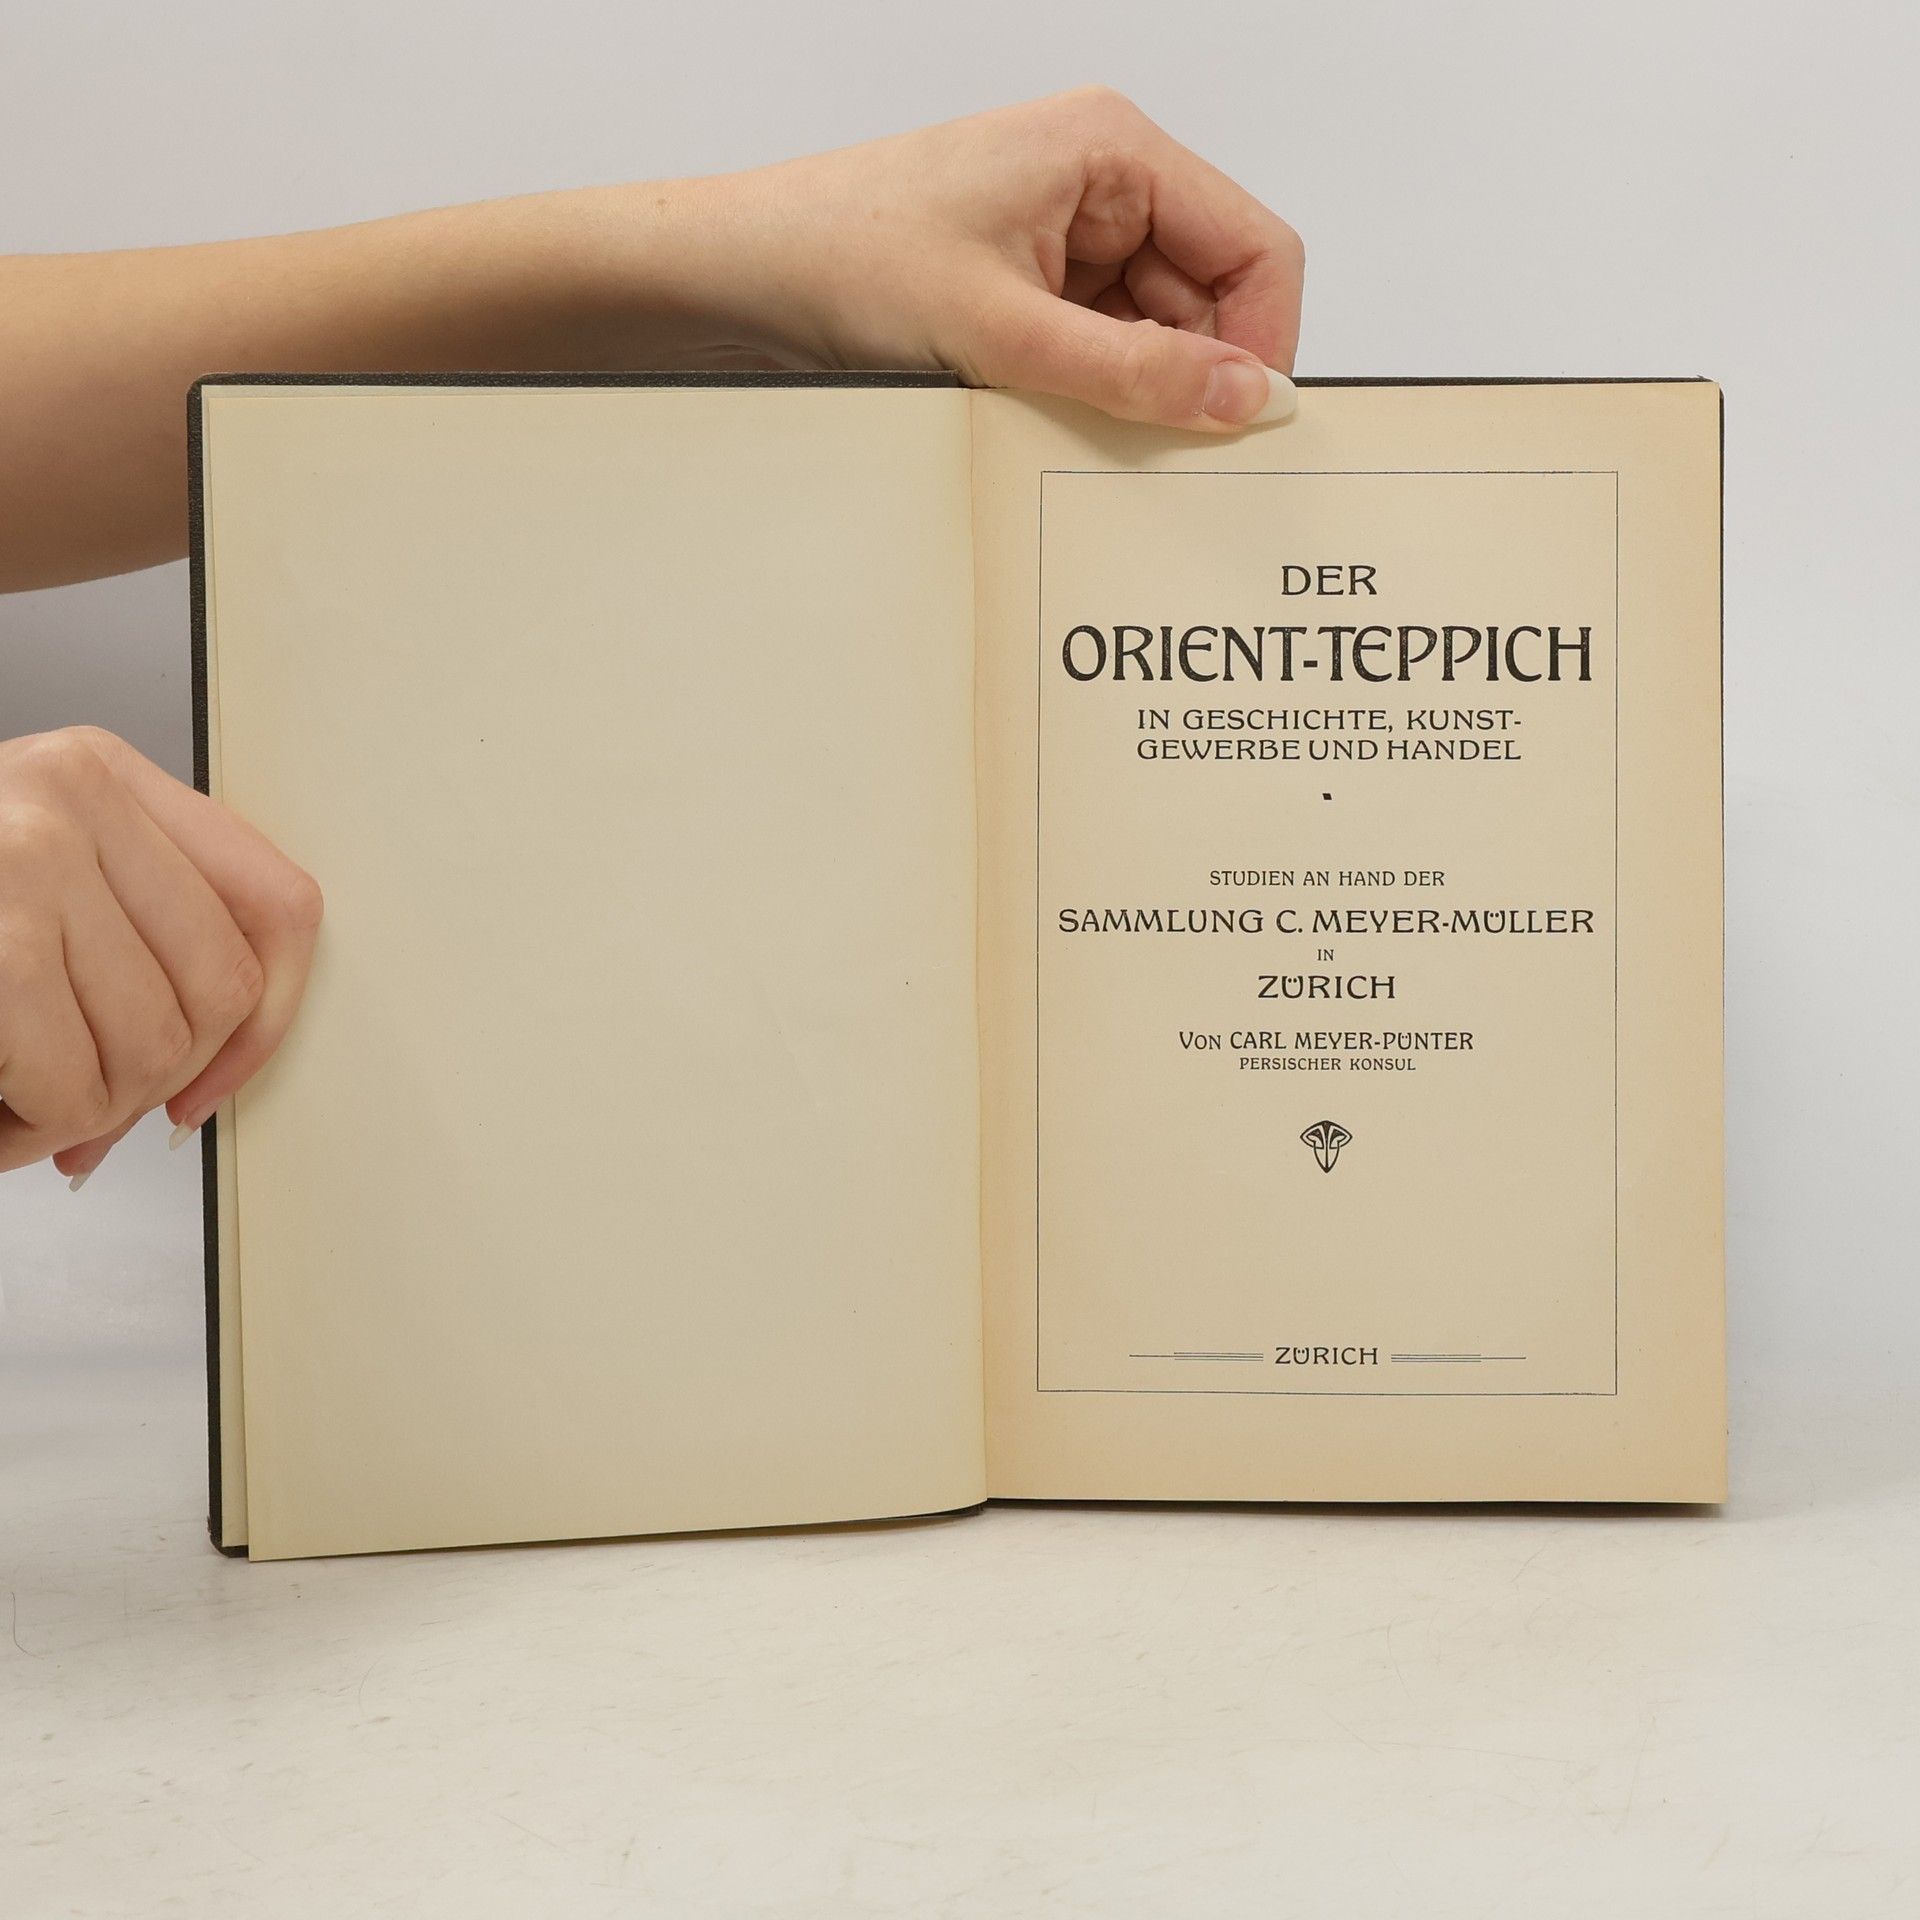 DER
ORIENT-TEPPICH
IN GESCHICHTE, KUNST-
GEWERBE UND HANDEL
STUDIEN AN HAND DER
SAMMLUNG C. MEYER-MÜLLER
IN
ZÜRICH
VON CARL MEYER-PÜNTER
PERSISCHER KONSUL
ZÜRICH